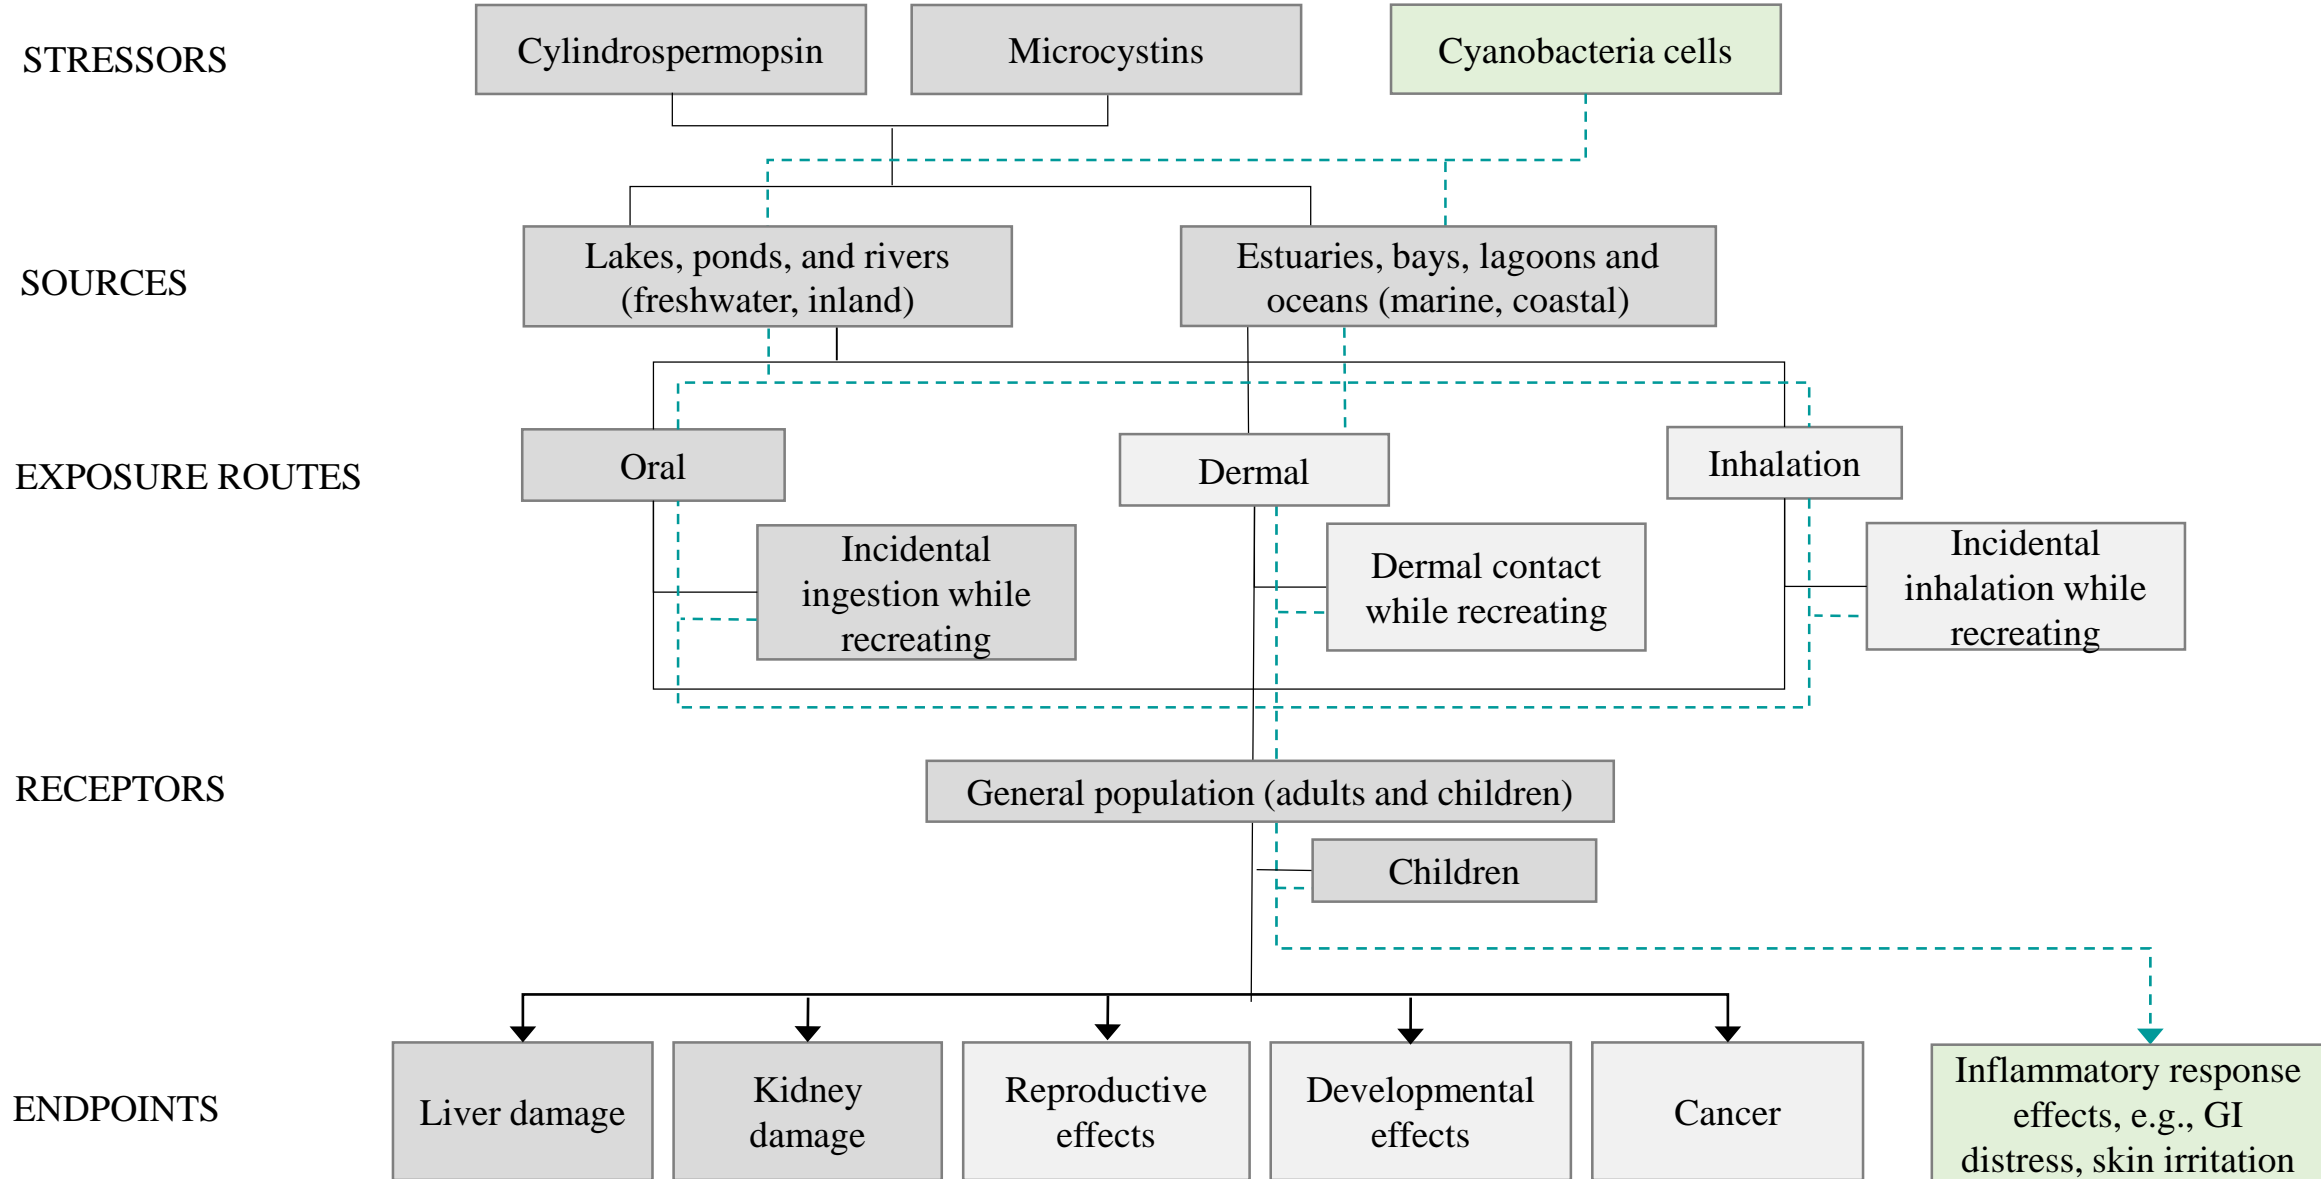 STRESSORS
Cylindrospermopsin
Microcystins
Cyanobacteria cells
SOURCES
Lakes, ponds, and rivers
(freshwater, inland)
Estuaries, bays, lagoons and
oceans (marine, coastal)
EXPOSURE ROUTES
Oral
Dermal
Inhalation
Incidental
ingestion while
recreating
Dermal contact
while recreating
Incidental
inhalation while
recreating
RECEPTORS
General population (adults and children)
Children
ENDPOINTS
Liver damage
Kidney
damage
Reproductive
effects
Developmental
effects
Cancer
Inflammatory response
effects, e.g., GI
distress, skin irritation